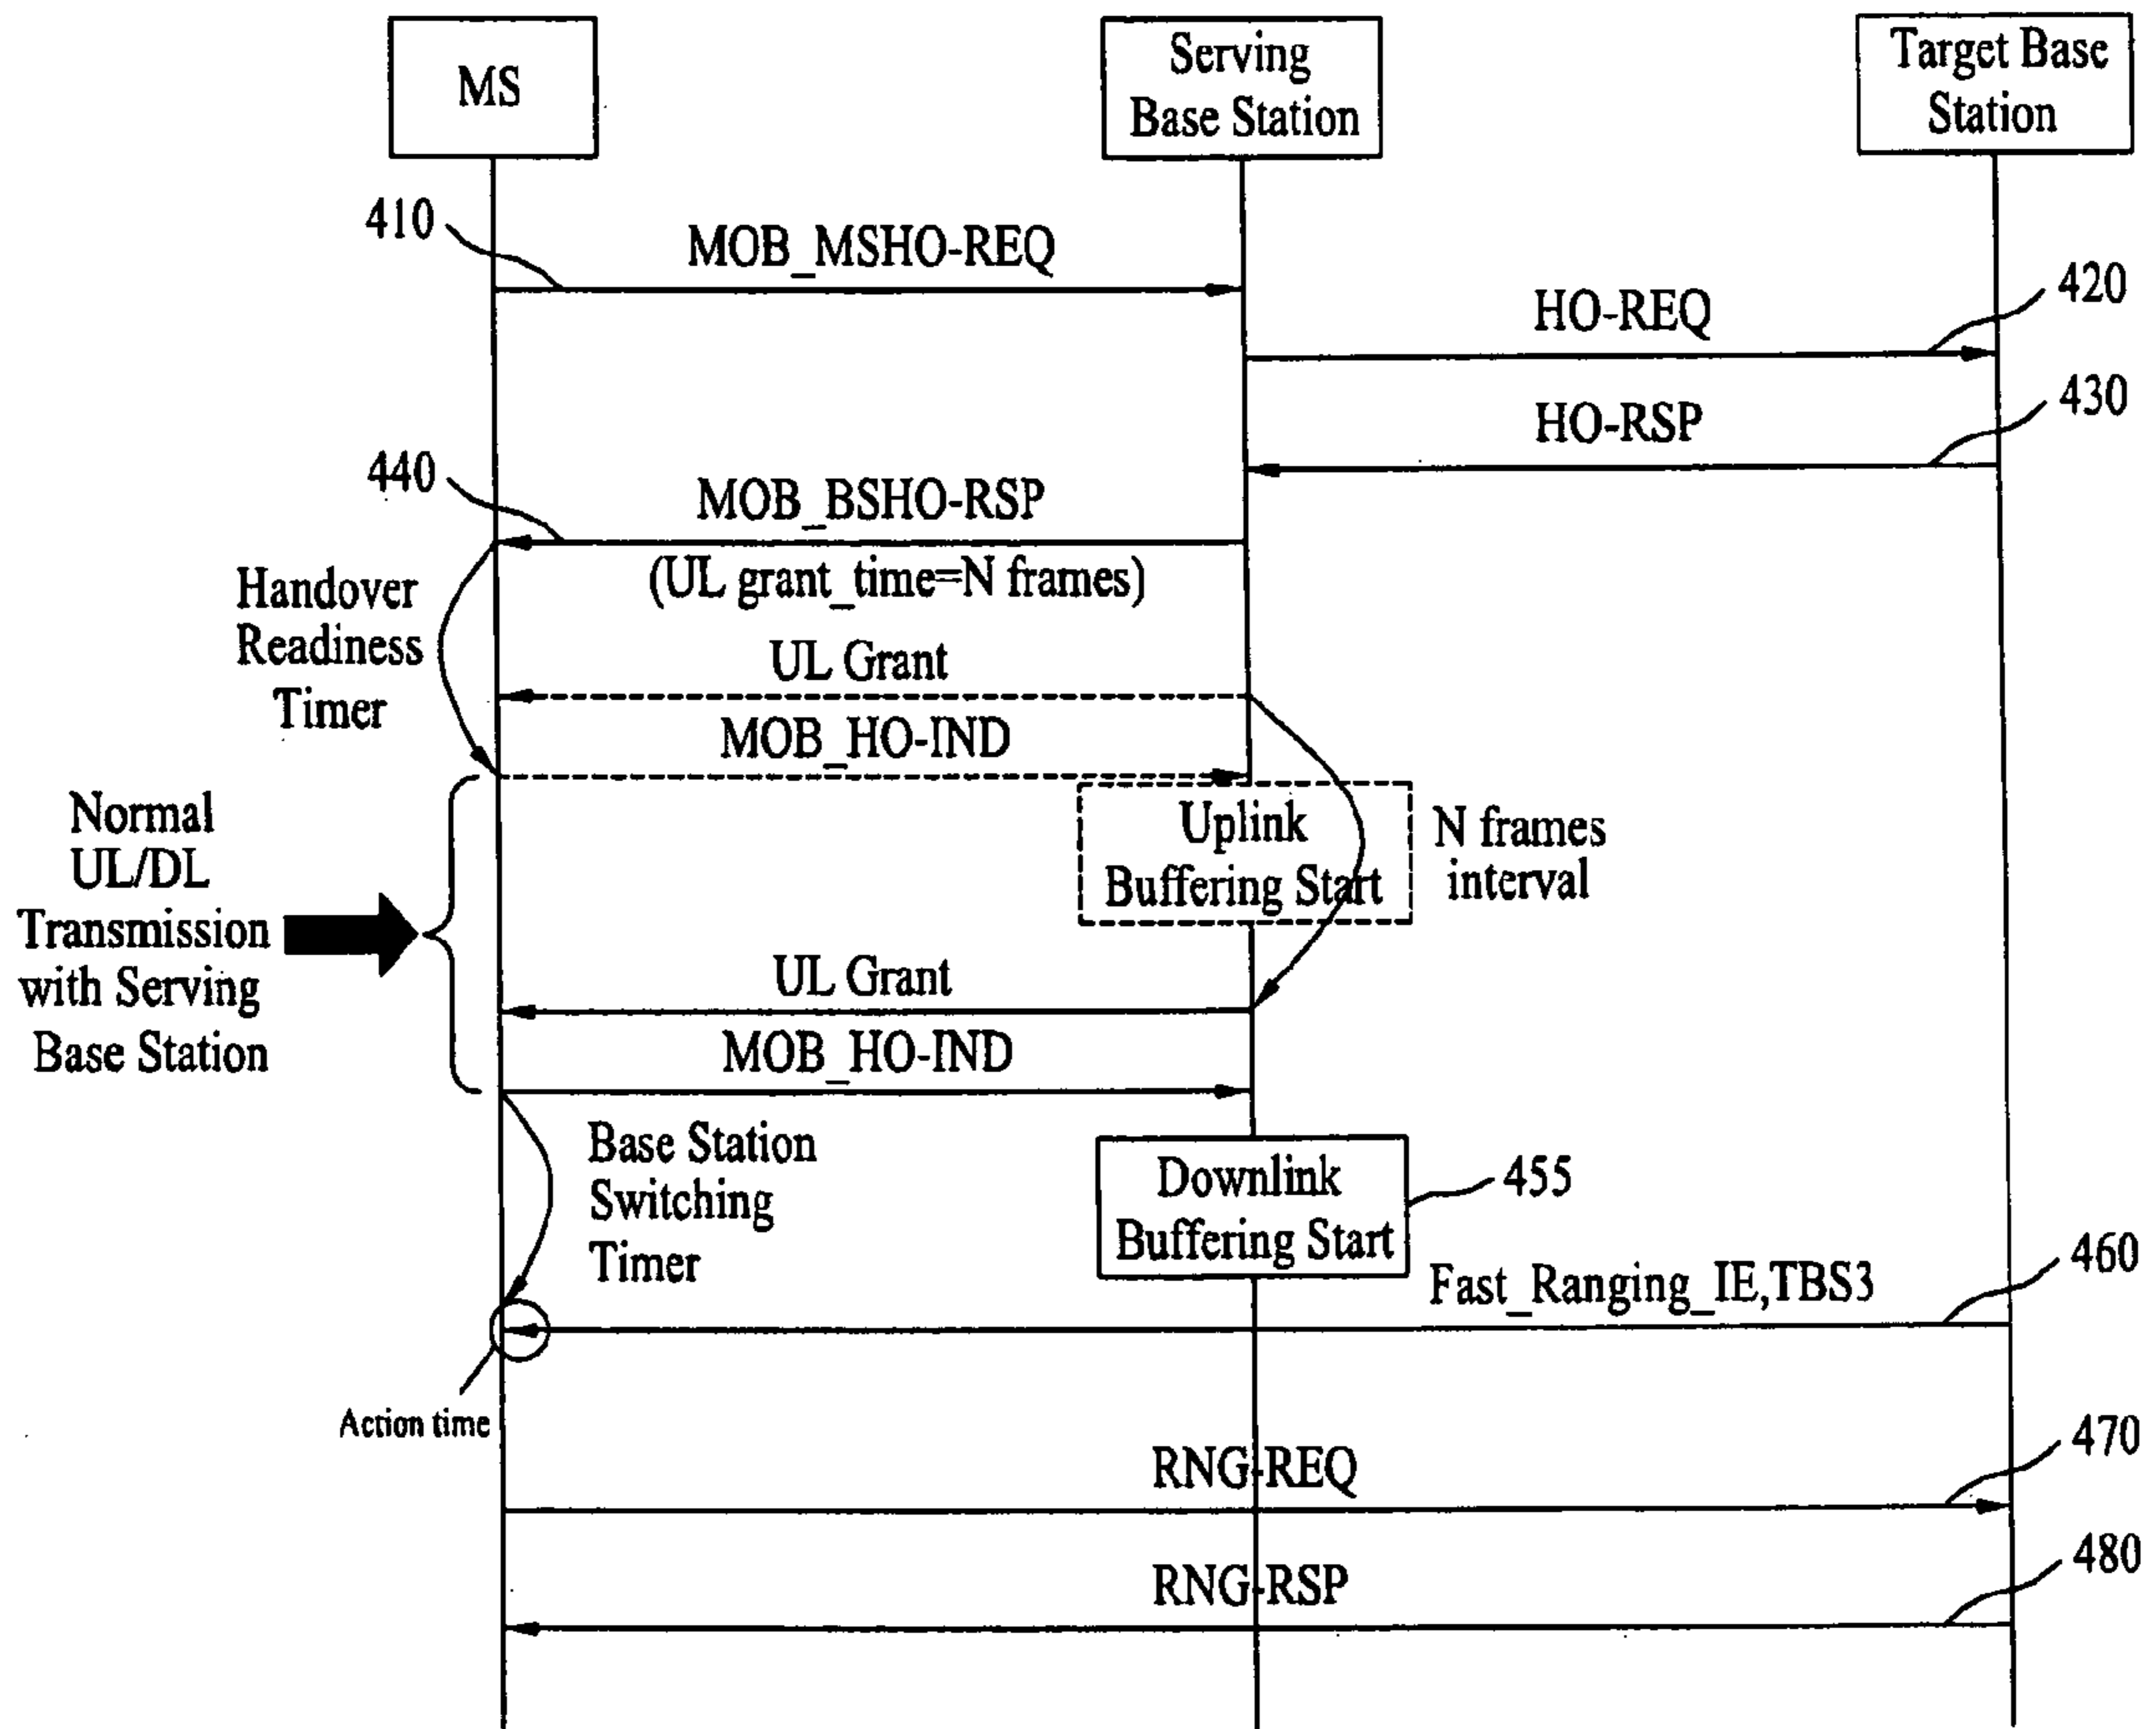 MS
Serving
Base Station
Target Base
Station
410
MOB_MSHO-REQ
420
HO-REQ
430
HO-RSP
440
MOB_BSHO-RSP
(UL grant_time=N frames)
Handover
Readiness
Timer
UL Grant
MOB_HO-IND
Normal
UL/DL
Transmission
with Serving
Base Station
Uplink
Buffering Start
N frames
interval
UL Grant
MOB_HO-IND
Base Station
Switching
Timer
Downlink
Buffering Start
455
460
Fast_Ranging_IE,TBS3
Action time
470
RNG-REQ
480
RNG-RSP